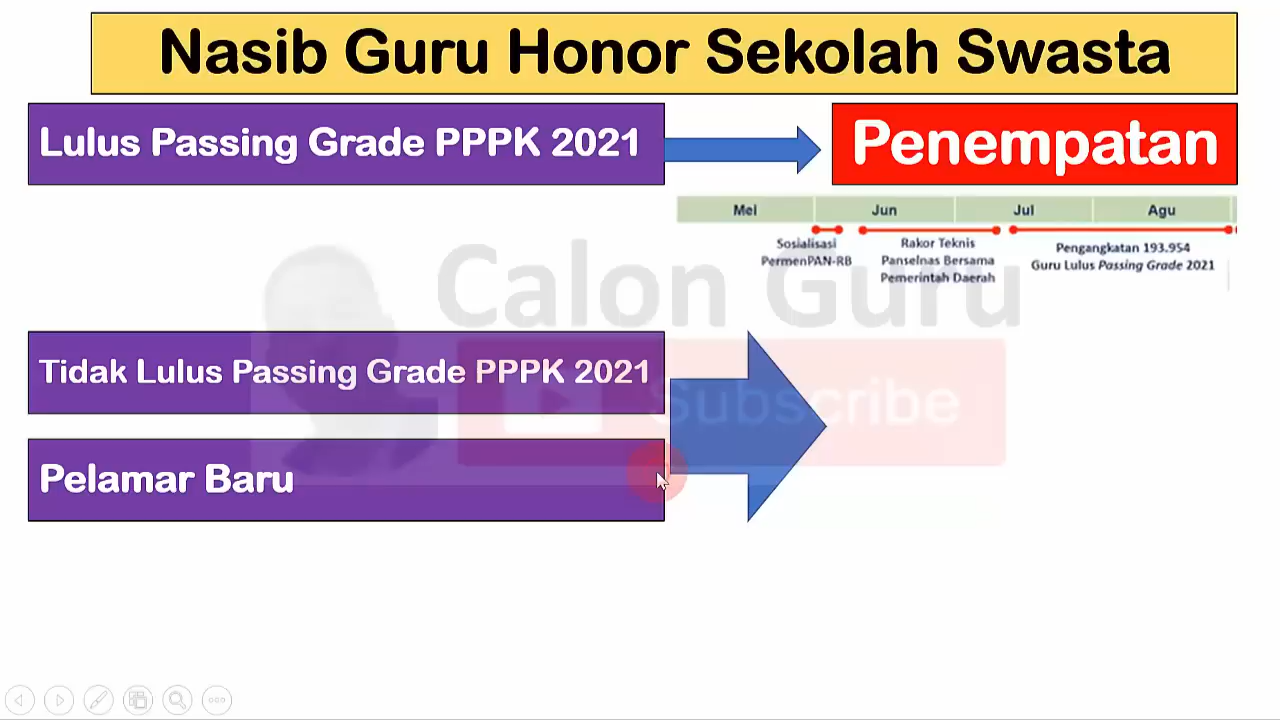 Nasib Guru Honor Sekolah Swasta
Lulus Passing Grade PPPK 2021
Penempatan
Mei Jun Jul Agu
Sosialisasi
PermenPAN-RB
Rakor Teknis
Panselnas Bersama
Pemerintah Daerah
Pengangkatan 193.954
Guru Lulus Passing Grade 2021
Calon Guru
Tidak Lulus Passing Grade PPPK 2021
Subscribe
Pelamar Baru